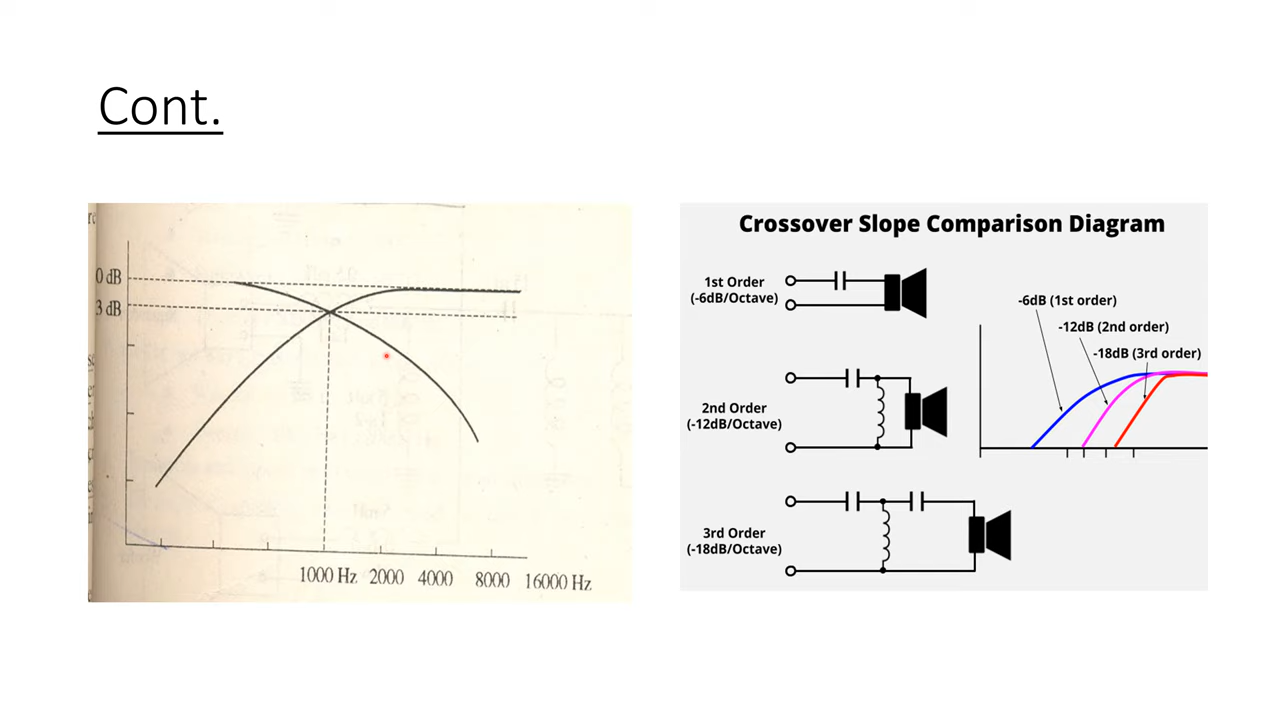 Cont.
0 dB
3 dB
1000 Hz 2000 4000 8000 16000 Hz
Crossover Slope Comparison Diagram
1st Order
(-6dB/Octave)
2nd Order
(-12dB/Octave)
3rd Order
(-18dB/Octave)
-6dB (1st order)
-12dB (2nd order)
-18dB (3rd order)